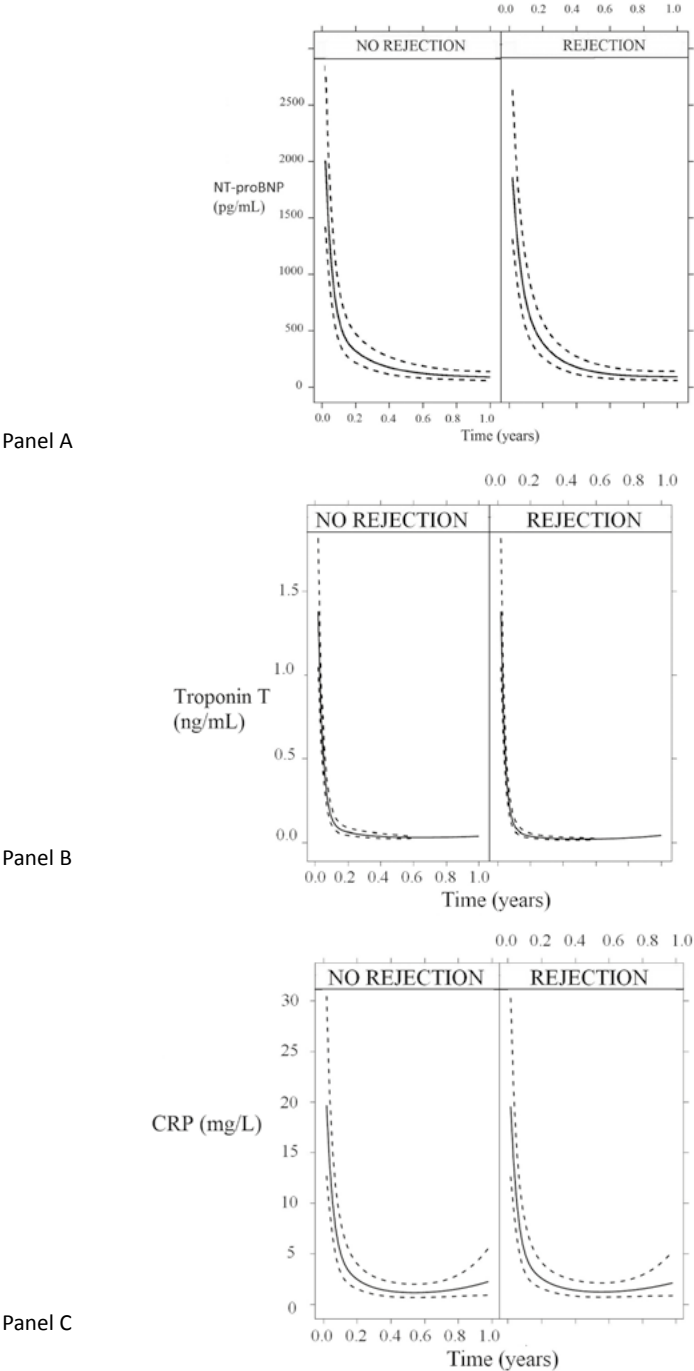 0.0 0.2 0.4 0.6 0.8 1.0
NO REJECTION REJECTION
2500
2000
NT-proBNP
(pg/mL)
1500
1000
500
0
0.0 0.2 0.4 0.6 0.8 1.0
Time (years)
Panel A
0.0 0.2 0.4 0.6 0.8 1.0
NO REJECTION REJECTION
1.5
1.0
Troponin T
(ng/mL)
0.5
0.0
Panel B
0.0 0.2 0.4 0.6 0.8 1.0
Time (years)
0.0 0.2 0.4 0.6 0.8 1.0
NO REJECTION REJECTION
30
25
20
CRP (mg/L)
15
10
5
0
Panel C
0.0 0.2 0.4 0.6 0.8 1.0
Time (years)